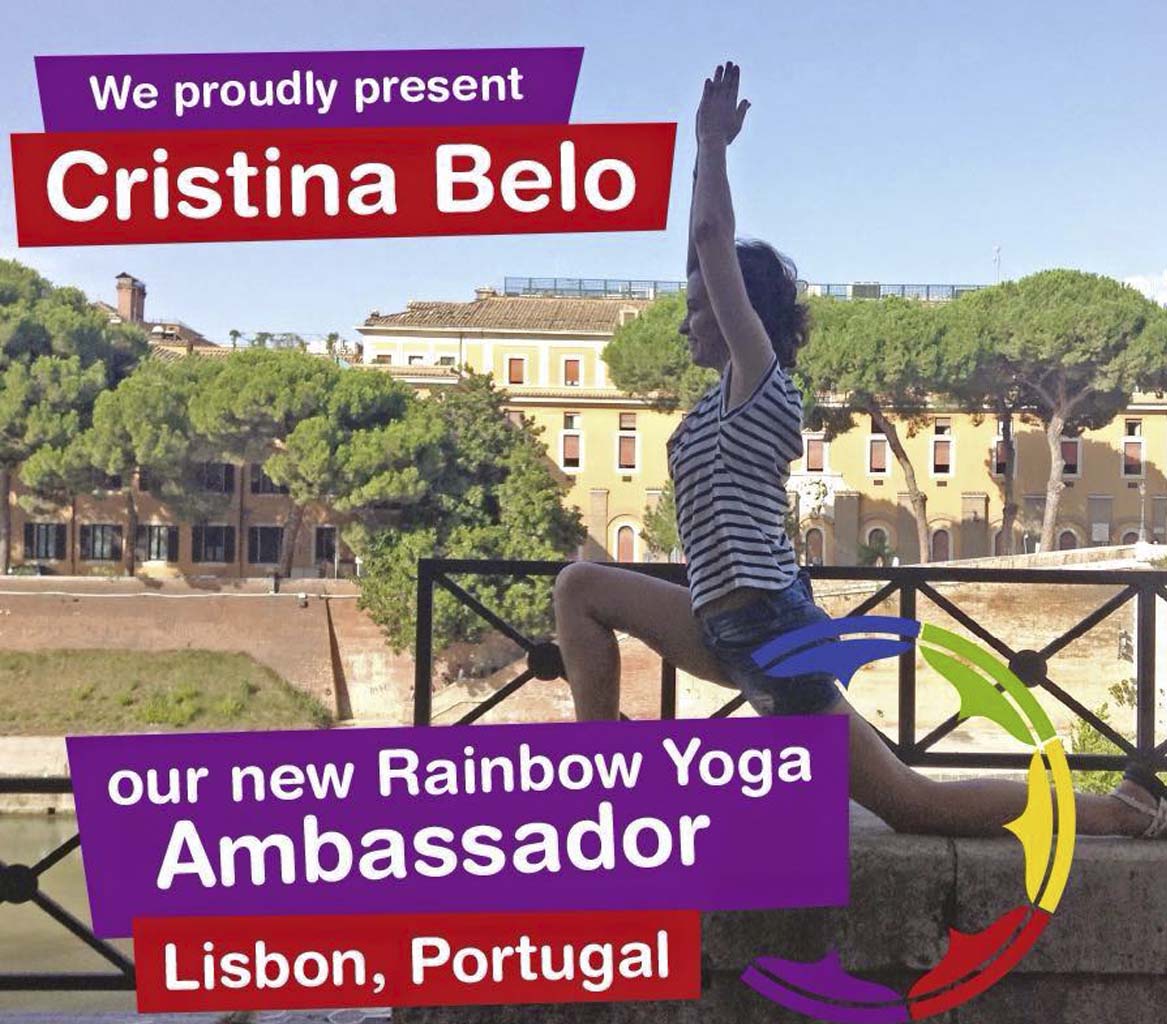 We proudly present
Cristina Belo
our new Rainbow Yoga
Ambassador
Lisbon, Portugal